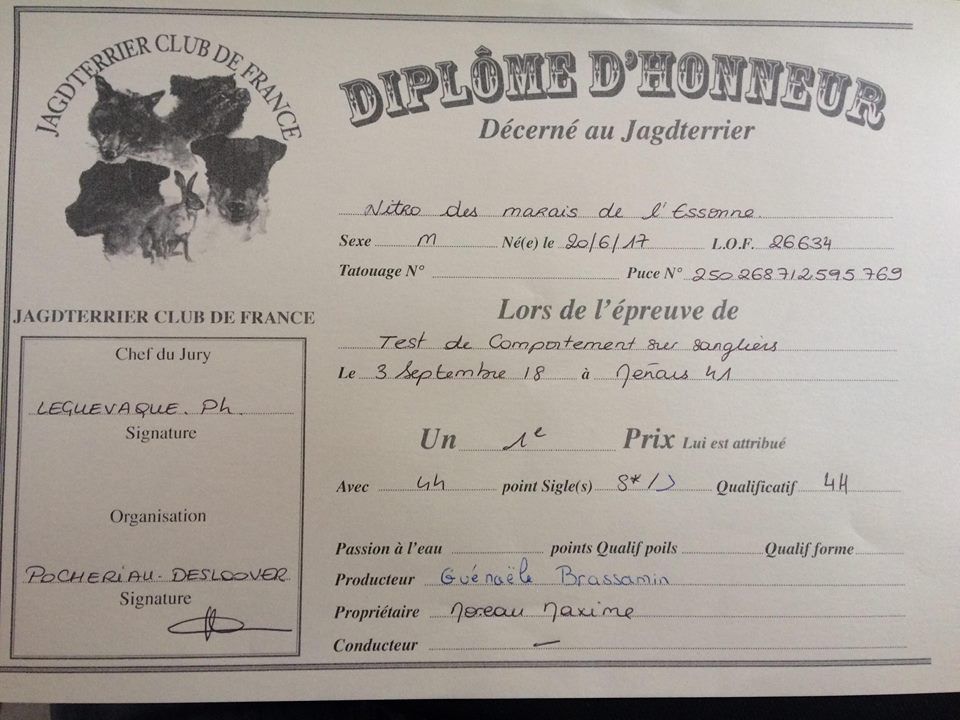 JAGDTERRIER CLUB DE FRANCE
DIPLÔME D'HONNEUR
Décerné au Jagdterrier
Nitro des marais de l'Essonne
Sexe M Né(e) le 20/6/17 L.O.F. 26634
Tatouage N° Puce N° 250268712595769
Lors de l'épreuve de
Test de Comportement sur sangliers
Le 3 Septembre 18 à 41
Un 1e Prix Lui est attribué
Avec 4h point Sigle(s) S* / J Qualificatif 4H
Passion à l'eau points Qualif poils Qualif forme
Producteur Guénaële Brassamin
Propriétaire Moreau Maxime
Conducteur —
JAGDTERRIER CLUB DE FRANCE
Chef du Jury
LEGUEVAQUE. Ph.
Signature
Organisation
POCHERIAU-DESLOOVER
Signature